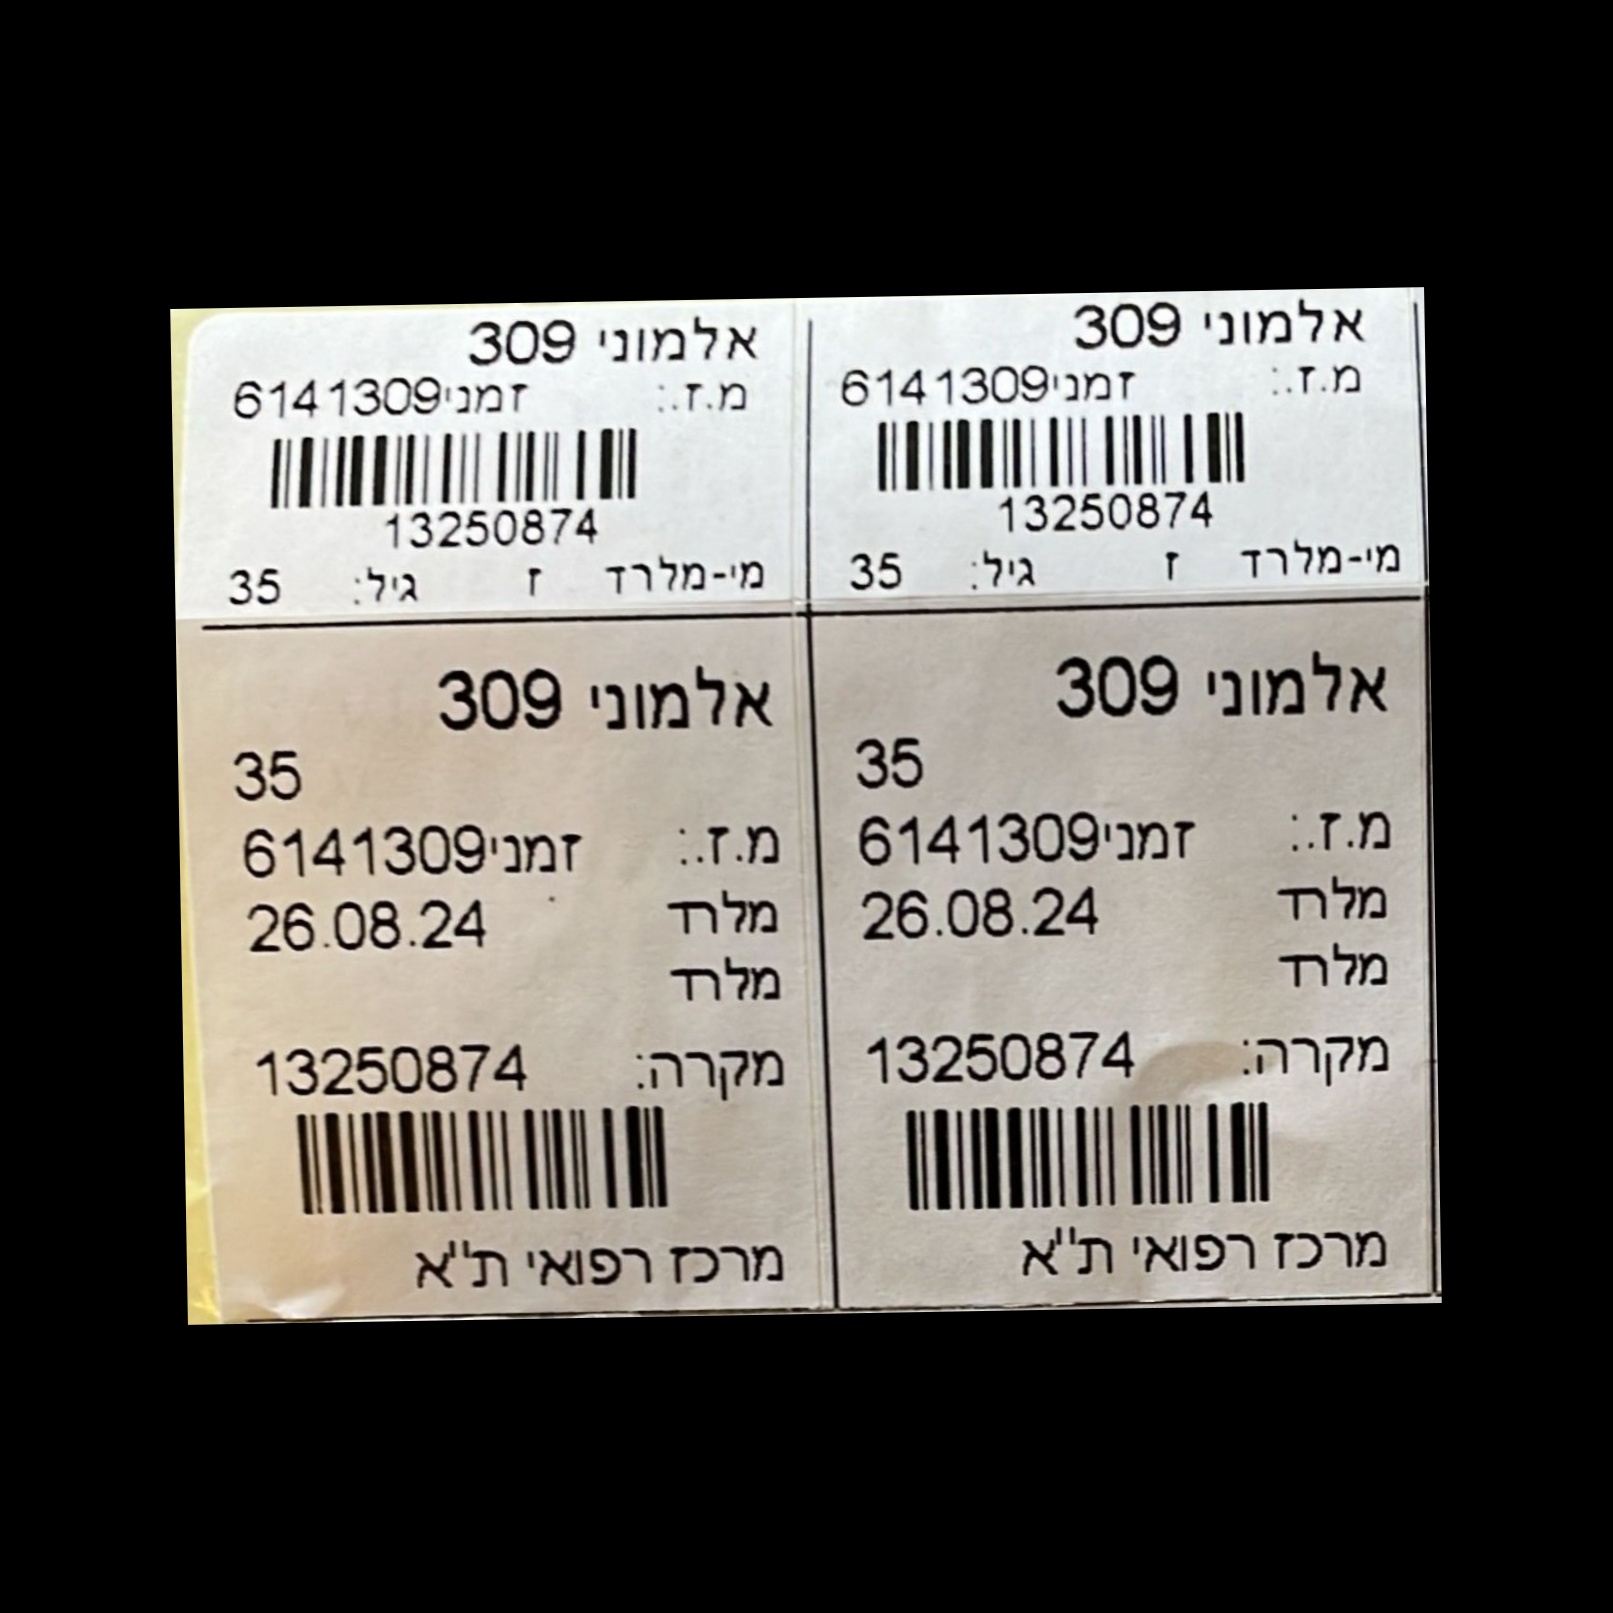 אלמוני 309
מ.ז.: זמני6141309
13250874
מי-מלרד ז גיל: 35
אלמוני 309
מ.ז.: זמני6141309
13250874
מי-מלרד ז גיל: 35
אלמוני 309
35
מ.ז.: זמני6141309
מלרד 26.08.24
מלרד
מקרה: 13250874
מרכז רפואי ת"א
אלמוני 309
35
מ.ז.: זמני6141309
מלרד 26.08.24
מלרד
מקרה: 13250874
מרכז רפואי ת"א